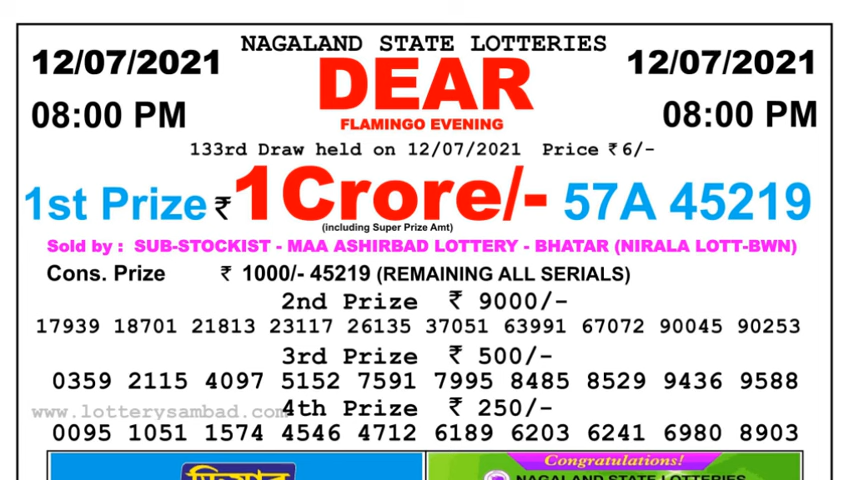 NAGALAND STATE LOTTERIES
12/07/2021 DEAR 12/07/2021
08:00 PM FLAMINGO EVENING 08:00 PM
133rd Draw held on 12/07/2021 Price ₹ 6/-
1st Prize ₹ 1Crore/- 57A 45219
(including Super Prize Amt)
Sold by : SUB-STOCKIST - MAA ASHIRBAD LOTTERY - BHATAR (NIRALA LOTT-BWN)
Cons. Prize ₹ 1000/- 45219 (REMAINING ALL SERIALS)
2nd Prize ₹ 9000/-
17939 18701 21813 23117 26135 37051 63991 67072 90045 90253
3rd Prize ₹ 500/-
0359 2115 4097 5152 7591 7995 8485 8529 9436 9588
www.lotterysambad.com 4th Prize ₹ 250/-
0095 1051 1574 4546 4712 6189 6203 6241 6980 8903
Congratulations!
NAGALAND STATE LOTTERIES